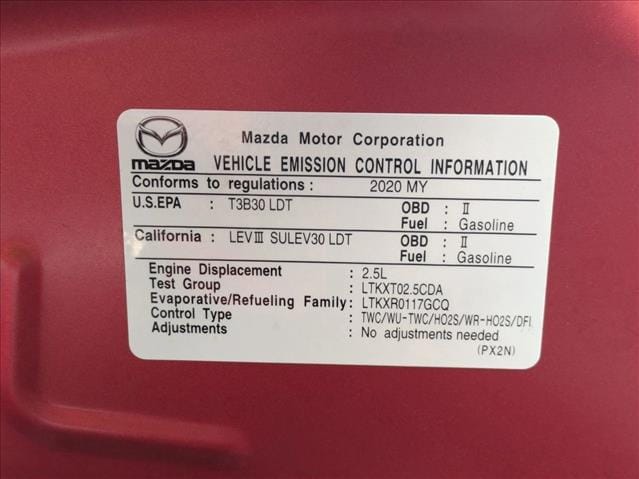 Mazda Motor Corporation
mazda VEHICLE EMISSION CONTROL INFORMATION
Conforms to regulations : 2020 MY
U.S.EPA : T3B30 LDT OBD : II
Fuel : Gasoline
California : LEVIII SULEV30 LDT OBD : II
Fuel : Gasoline
Engine Displacement : 2.5L
Test Group : LTKXT02.5CDA
Evaporative/Refueling Family: LTKXR0117GCQ
Control Type : TWC/WU-TWC/HO2S/WR-HO2S/DFI
Adjustments : No adjustments needed
(PX2N)